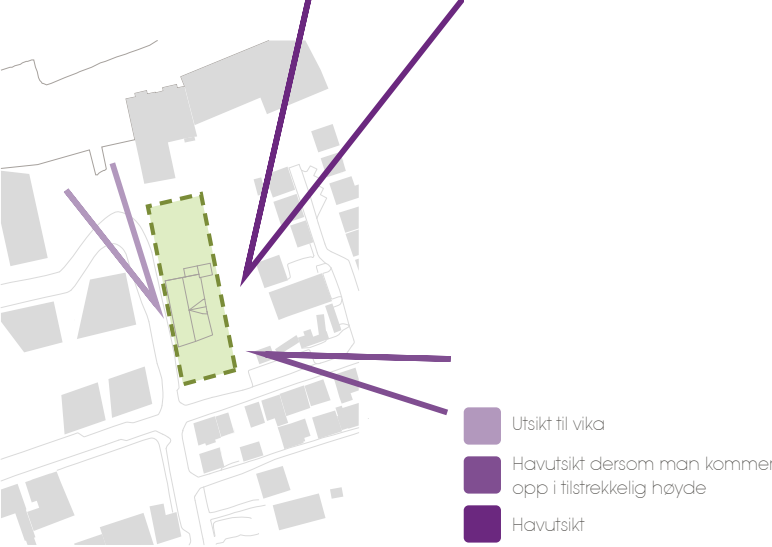 Utsikt til vika
Havutsikt dersom man kommer
opp i tilstrekkelig høyde
Havutsikt